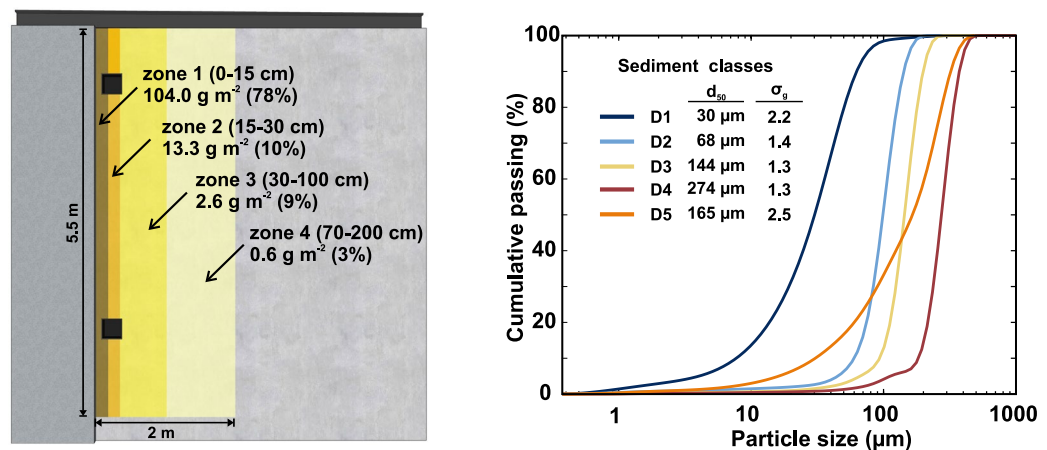 zone 1 (0-15 cm)
104.0 g m⁻² (78%)
zone 2 (15-30 cm)
13.3 g m⁻² (10%)
zone 3 (30-100 cm)
2.6 g m⁻² (9%)
zone 4 (70-200 cm)
0.6 g m⁻² (3%)
5.5 m
2 m
Cumulative passing (%)
100
80
60
40
20
0
Sediment classes
d₅₀ σg
D1 30 µm 2.2
D2 68 µm 1.4
D3 144 µm 1.3
D4 274 µm 1.3
D5 165 µm 2.5
1 10 100 1000
Particle size (µm)